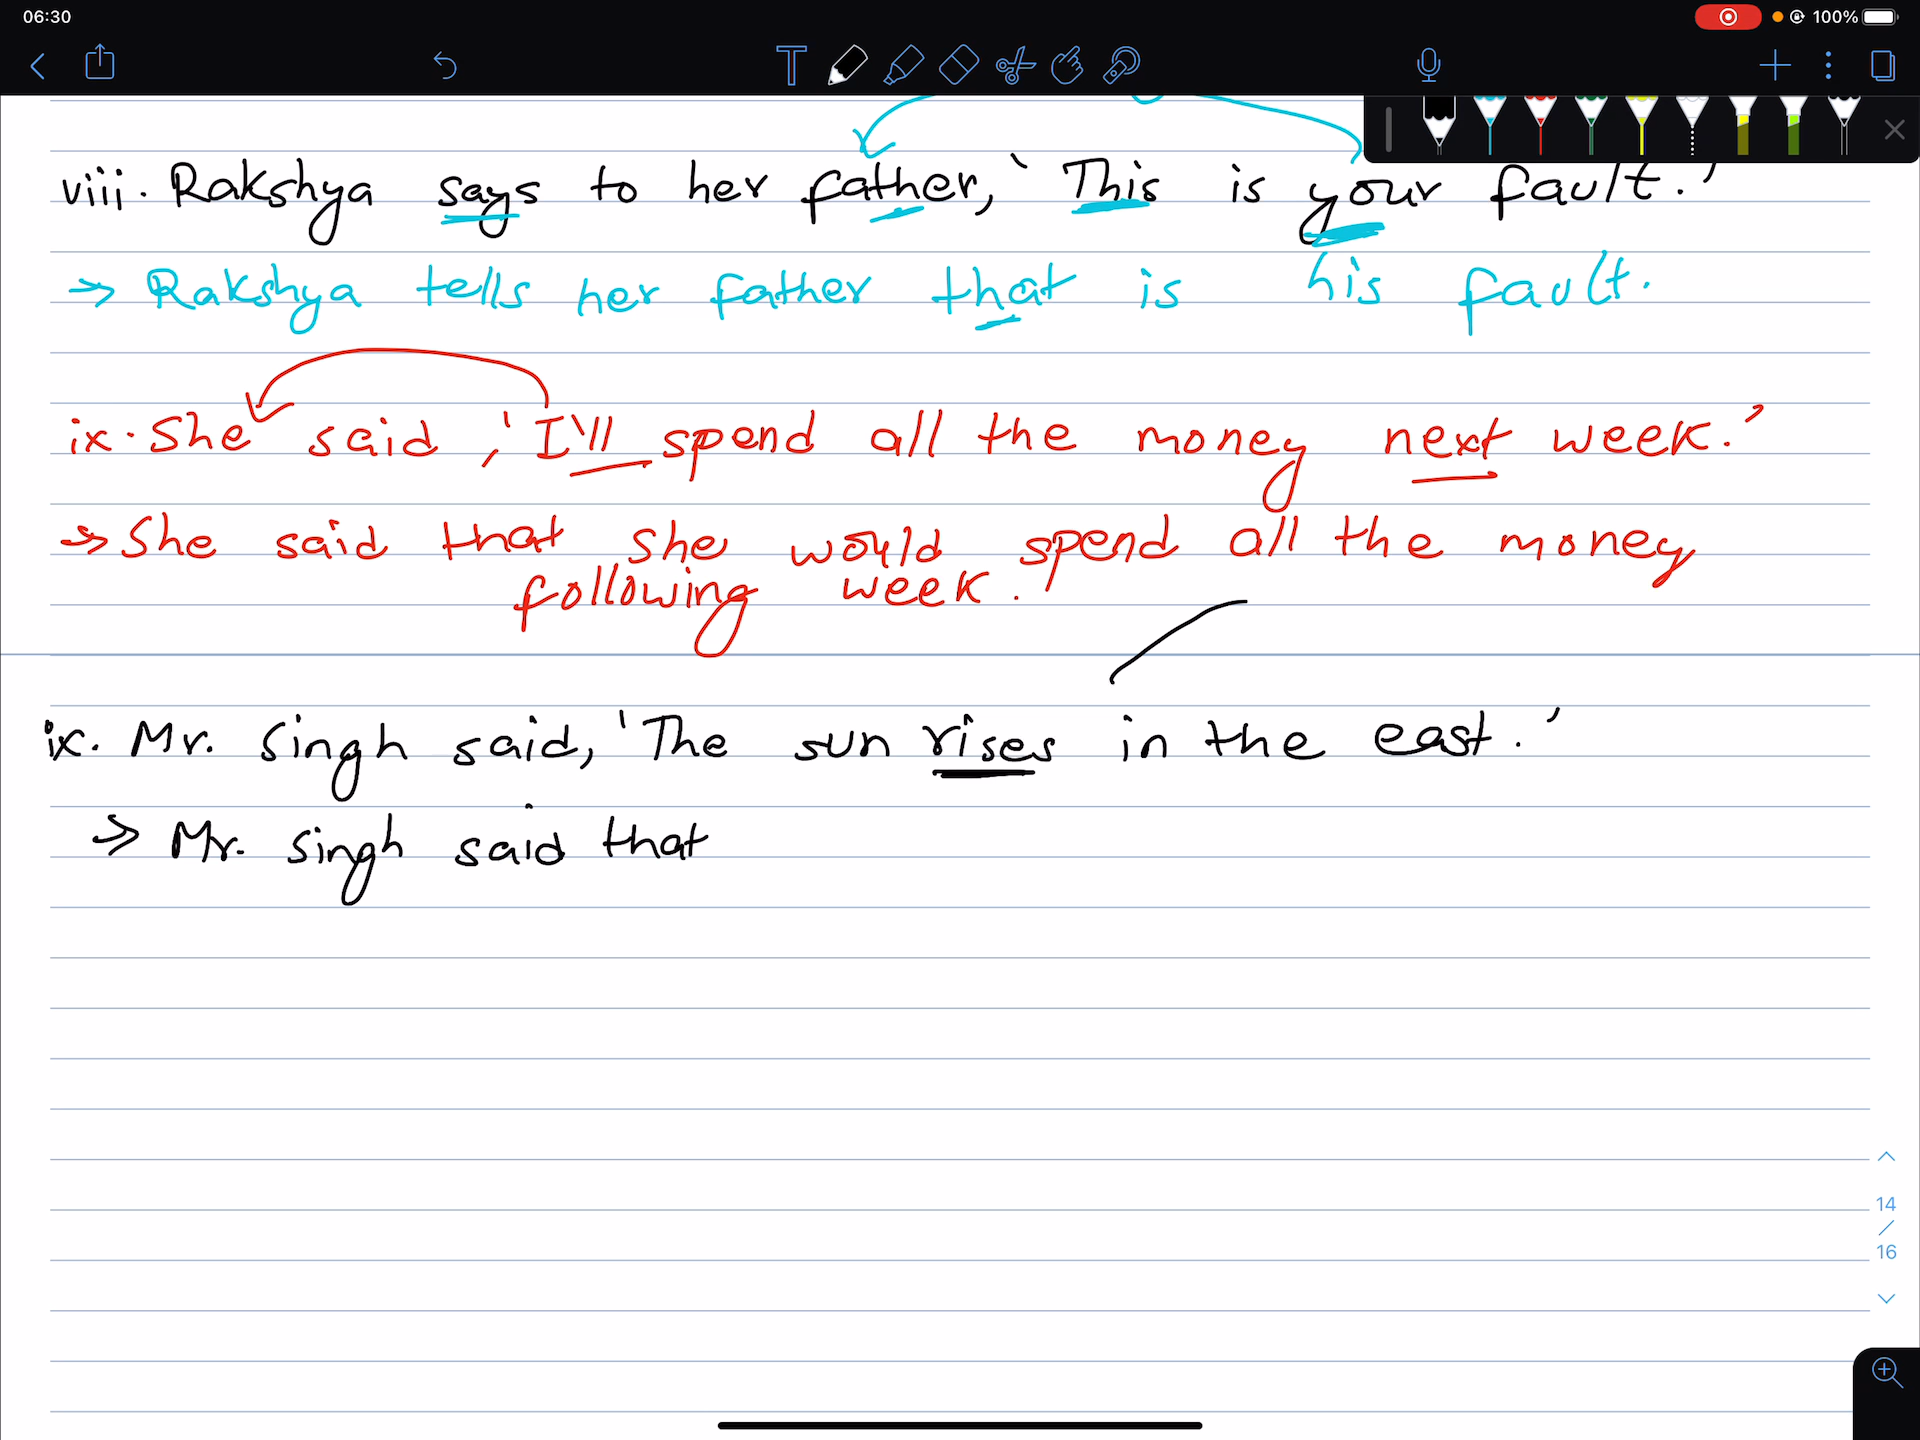 06:30
100%
viii. Rakshya says to her father, 'This is your fault.'
→ Rakshya tells her father that is his fault.
ix. She said, 'I'll spend all the money next week.'
→ She said that she would spend all the money
following week.
ix. Mr. Singh said, 'The sun rises in the east.'
→ Mr. Singh said that
14
/
16